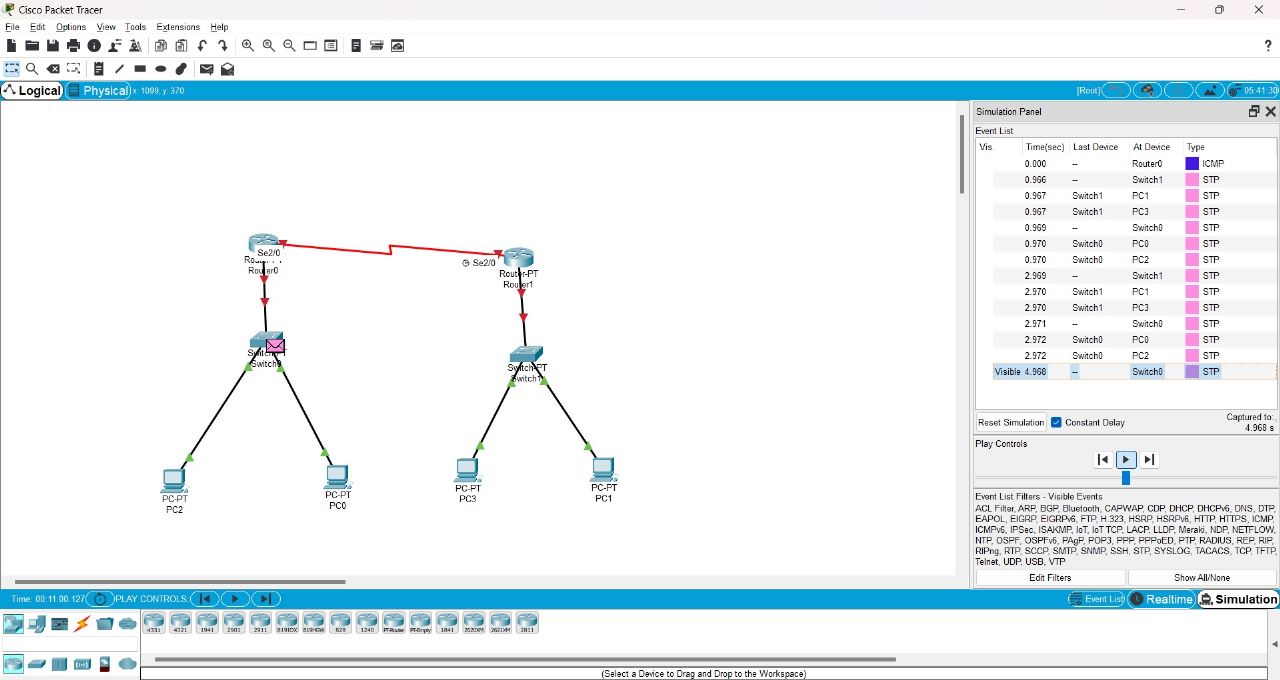 Cisco Packet Tracer
File Edit Options View Tools Extensions Help
?
Logical Physical x: 1099, y: 370 [Root] 05:41:30
Simulation Panel
Event List
Vis. Time(sec) Last Device At Device Type
0.000 -- Router0 ICMP
0.966 -- Switch1 STP
0.967 Switch1 PC1 STP
0.967 Switch1 PC3 STP
0.969 -- Switch0 STP
0.970 Switch0 PC0 STP
0.970 Switch0 PC2 STP
2.969 -- Switch1 STP
2.970 Switch1 PC1 STP
2.970 Switch1 PC3 STP
2.971 -- Switch0 STP
2.972 Switch0 PC0 STP
2.972 Switch0 PC2 STP
Visible 4.968 -- Switch0 STP
Reset Simulation Constant Delay Captured to:
4.968 s
Play Controls
Event List Filters - Visible Events
ACL Filter, ARP, BGP, Bluetooth, CAPWAP, CDP, DHCP, DHCPv6, DNS, DTP,
EAPOL, EIGRP, EIGRPv6, FTP, H.323, HSRP, HSRPv6, HTTP, HTTPS, ICMP,
ICMPv6, IPSec, ISAKMP, IoT, IoT TCP, LACP, LLDP, Meraki, NDP, NETFLOW,
NTP, OSPF, OSPFv6, PAgP, POP3, PPP, PPPoED, PTP, RADIUS, REP, RIP,
RIPng, RTP, SCCP, SMTP, SNMP, SSH, STP, SYSLOG, TACACS, TCP, TFTP,
Telnet, UDP, USB, VTP
Edit Filters Show All/None
Se2/0
Router0
Se2/0
Router-PT
Router1
Switch0
Switch-PT
Switch1
PC-PT
PC2
PC-PT
PC0
PC-PT
PC3
PC-PT
PC1
Time: 00:11:00.127 PLAY CONTROLS: Event List Realtime Simulation
4331 4321 1941 2901 2911 819IOX 819HGW 829 1240 PT-Router PT-Empty 1841 2620XM 2621XM 2811
(Select a Device to Drag and Drop to the Workspace)